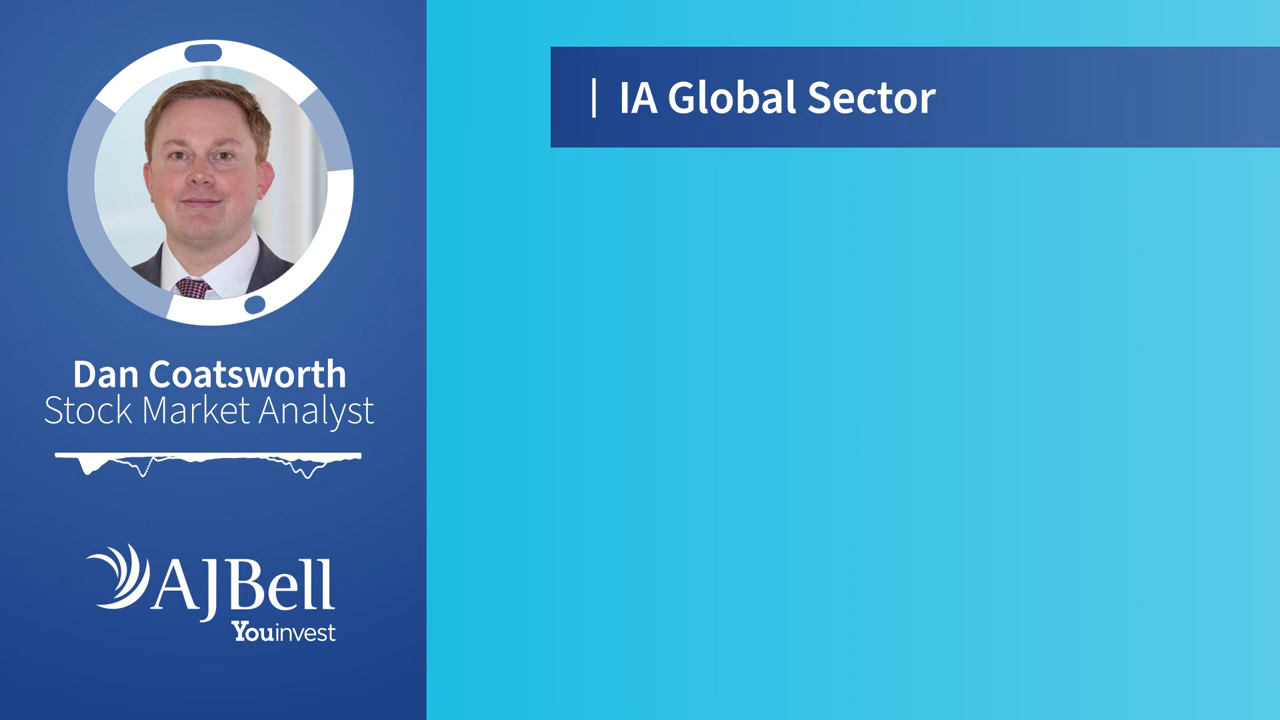 | IA Global Sector
Dan Coatsworth
Stock Market Analyst
AJBell
Youinvest